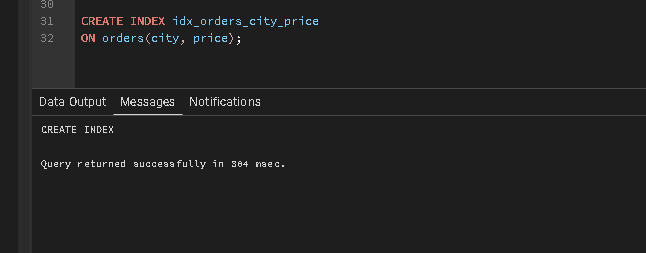 30
31 CREATE INDEX idx_orders_city_price
32 ON orders(city, price);
Data Output Messages Notifications
CREATE INDEX
Query returned successfully in 304 msec.